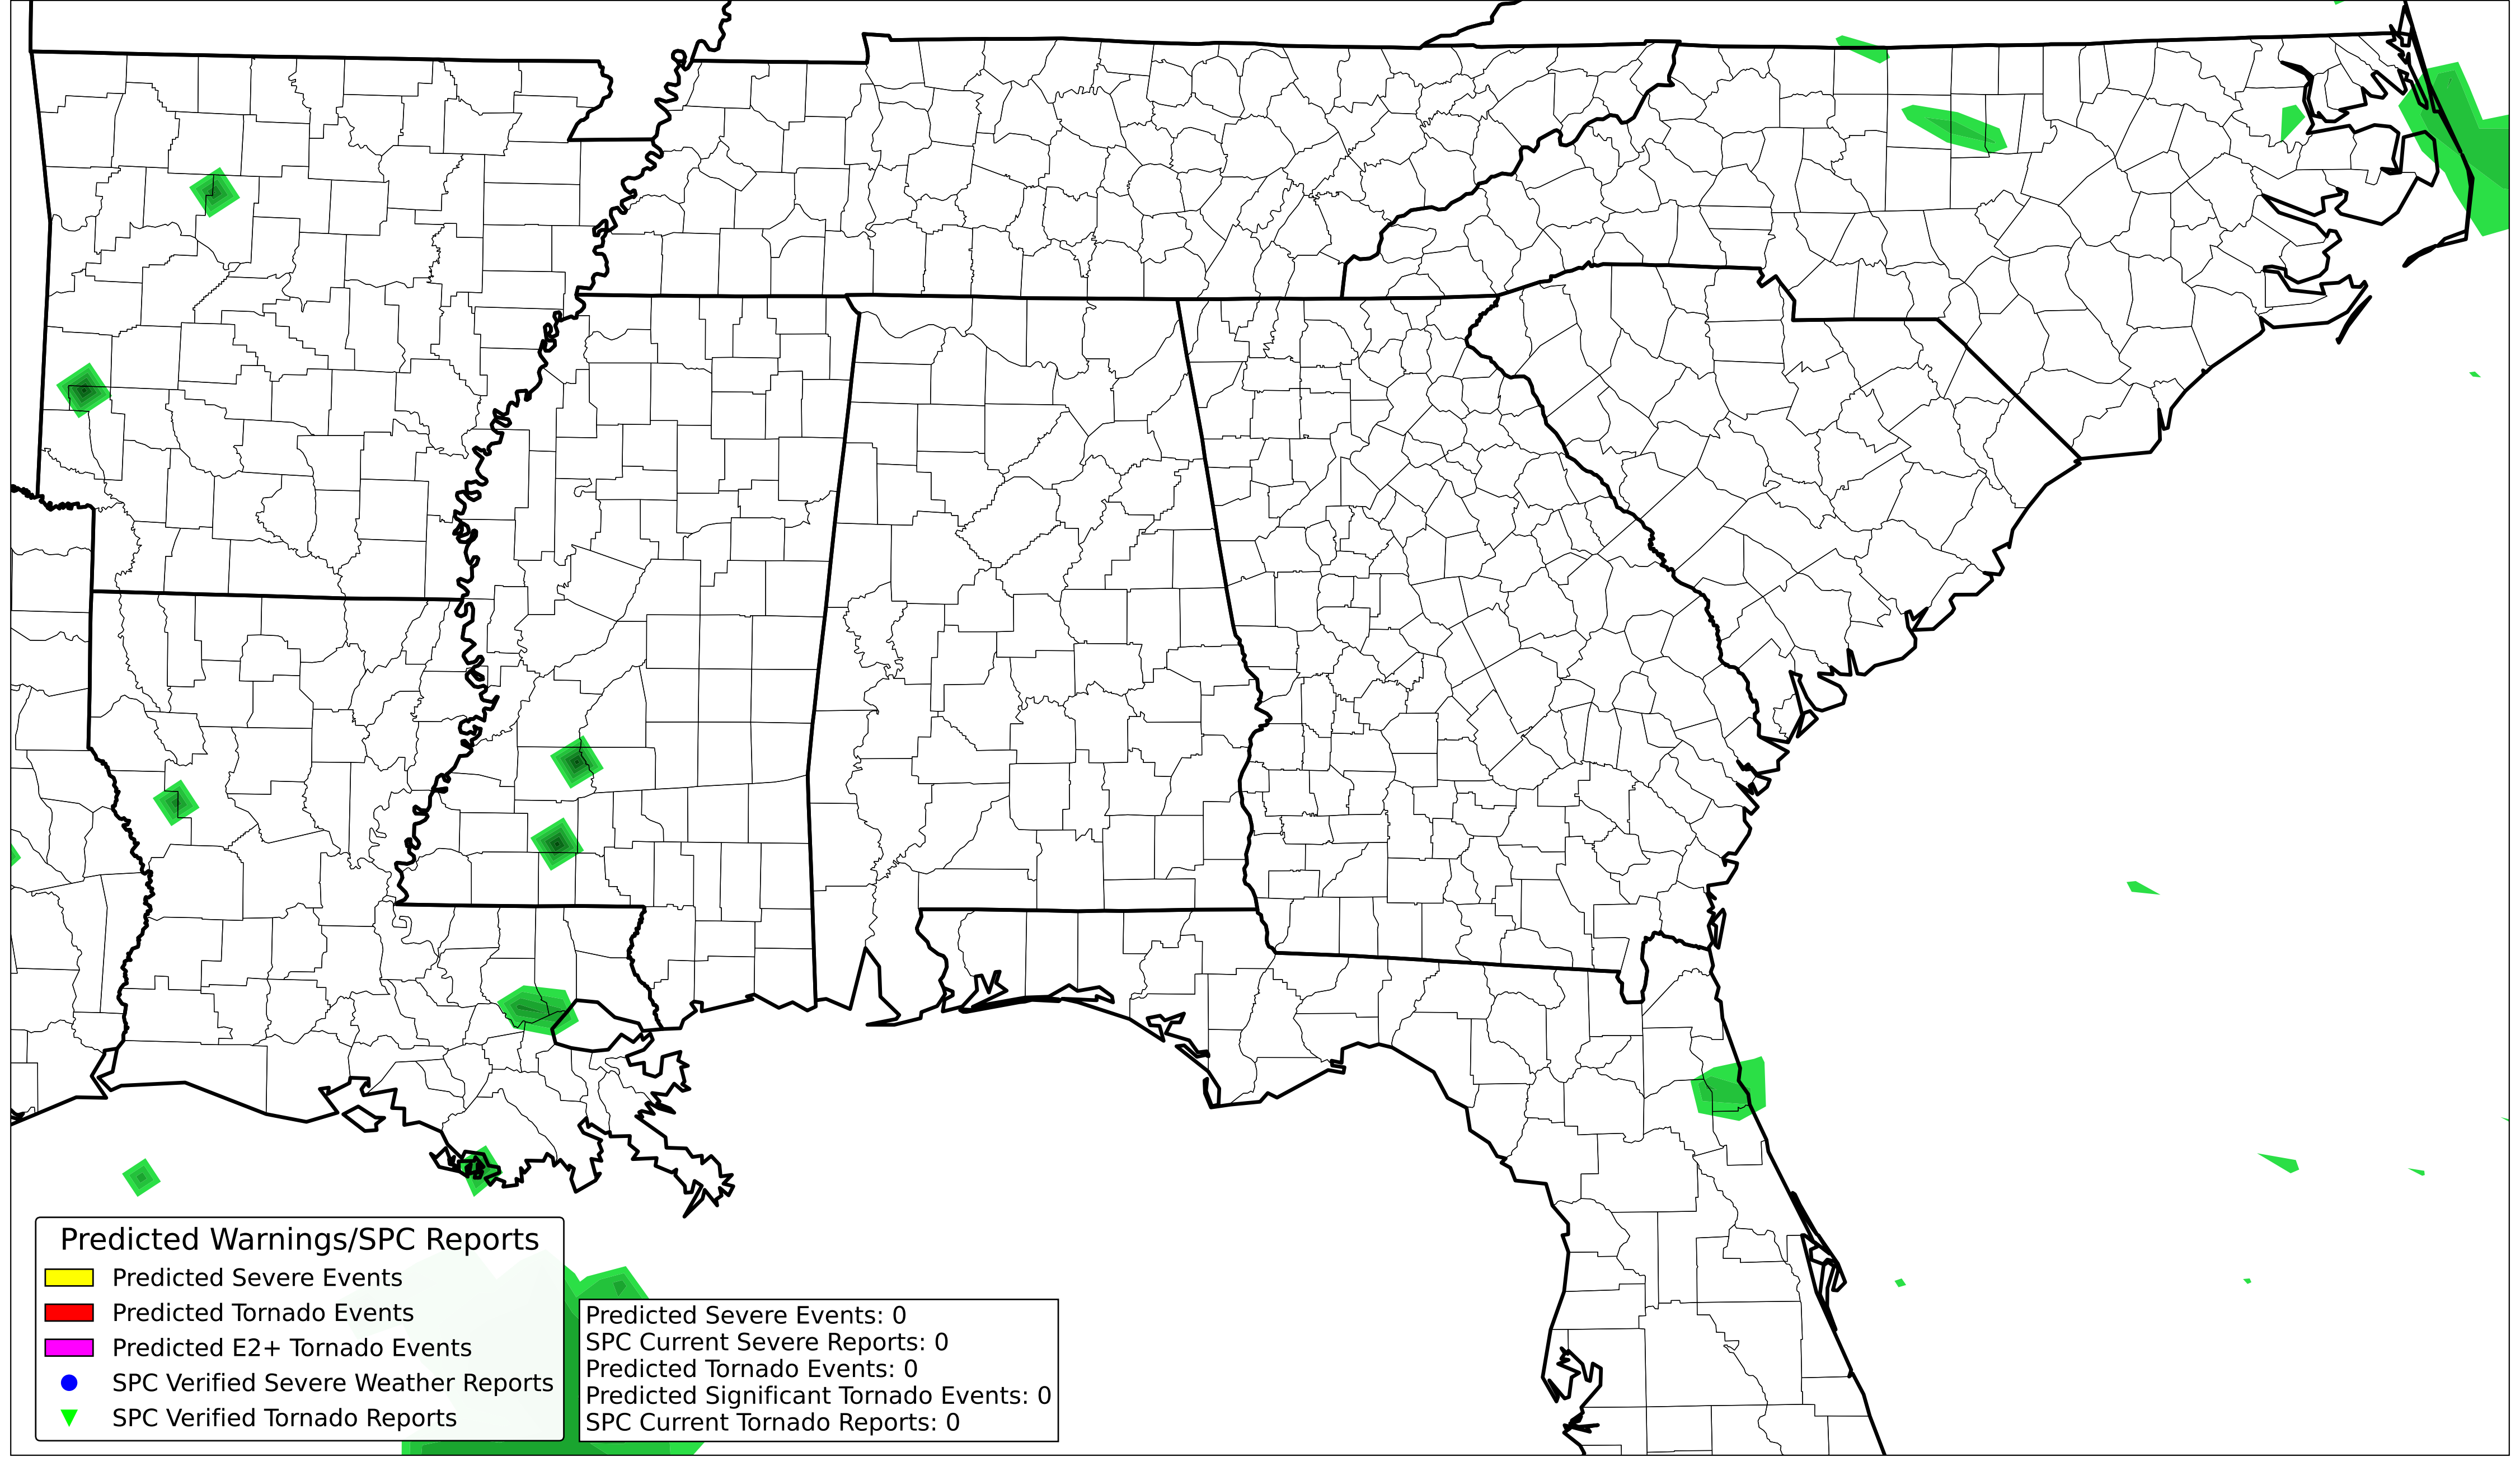 Predicted Warnings/SPC Reports
Predicted Severe Events
Predicted Tornado Events
Predicted E2+ Tornado Events
SPC Verified Severe Weather Reports
SPC Verified Tornado Reports
Predicted Severe Events: 0
SPC Current Severe Reports: 0
Predicted Tornado Events: 0
Predicted Significant Tornado Events: 0
SPC Current Tornado Reports: 0